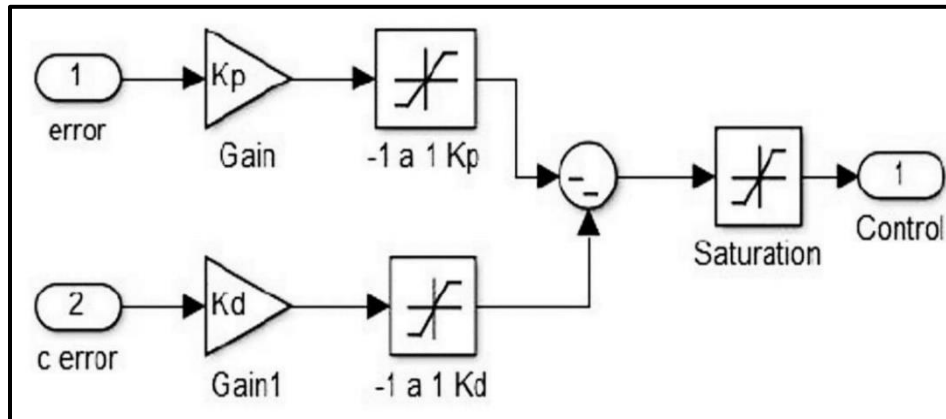 1
error
Kp
Gain
-1 a 1 Kp
2
c error
Kd
Gain1
-1 a 1 Kd
- -
Saturation
1
Control